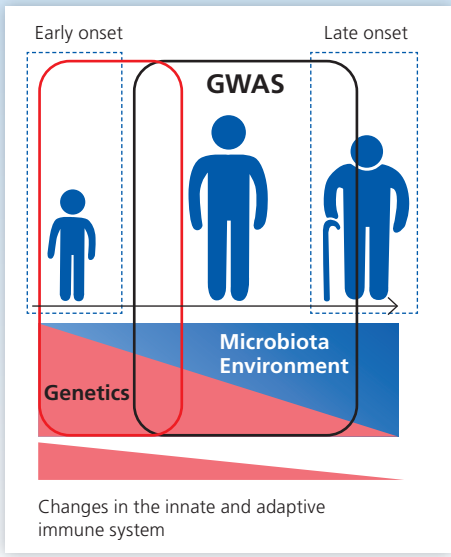 Early onset
Late onset
GWAS
Microbiota
Environment
Genetics
Changes in the innate and adaptive
immune system